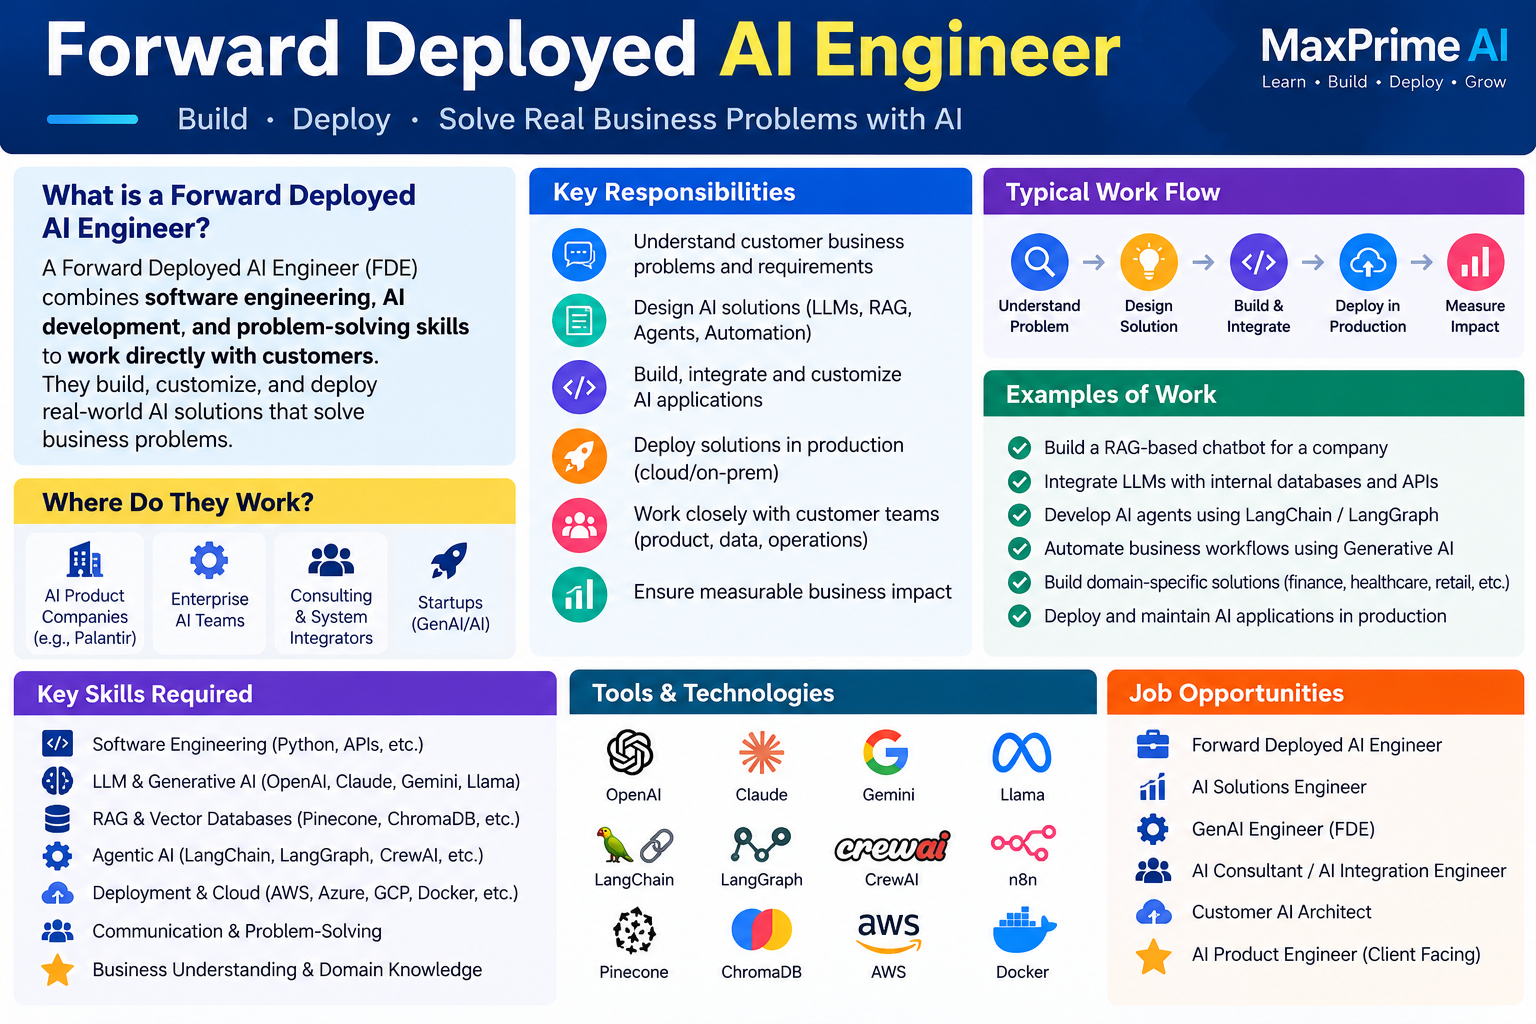 Forward Deployed AI Engineer
Build • Deploy • Solve Real Business Problems with AI
MaxPrime AI
Learn • Build • Deploy • Grow
What is a Forward Deployed
AI Engineer?
A Forward Deployed AI Engineer (FDE)
combines software engineering, AI
development, and problem-solving skills
to work directly with customers.
They build, customize, and deploy
real-world AI solutions that solve
business problems.
Where Do They Work?
AI Product
Companies
(e.g., Palantir)
Enterprise
AI Teams
Consulting
& System
Integrators
Startups
(GenAI/AI)
Key Responsibilities
Understand customer business
problems and requirements
Design AI solutions (LLMs, RAG,
Agents, Automation)
Build, integrate and customize
AI applications
Deploy solutions in production
(cloud/on-prem)
Work closely with customer teams
(product, data, operations)
Ensure measurable business impact
Typical Work Flow
Understand
Problem
Design
Solution
Build &
Integrate
Deploy in
Production
Measure
Impact
Examples of Work
Build a RAG-based chatbot for a company
Integrate LLMs with internal databases and APIs
Develop AI agents using LangChain / LangGraph
Automate business workflows using Generative AI
Build domain-specific solutions (finance, healthcare, retail, etc.)
Deploy and maintain AI applications in production
Key Skills Required
Software Engineering (Python, APIs, etc.)
LLM & Generative AI (OpenAI, Claude, Gemini, Llama)
RAG & Vector Databases (Pinecone, ChromaDB, etc.)
Agentic AI (LangChain, LangGraph, CrewAI, etc.)
Deployment & Cloud (AWS, Azure, GCP, Docker, etc.)
Communication & Problem-Solving
Business Understanding & Domain Knowledge
Tools & Technologies
OpenAI
Claude
Gemini
Llama
LangChain
LangGraph
crewai
CrewAI
n8n
Pinecone
ChromaDB
aws
AWS
Docker
Job Opportunities
Forward Deployed AI Engineer
AI Solutions Engineer
GenAI Engineer (FDE)
AI Consultant / AI Integration Engineer
Customer AI Architect
AI Product Engineer (Client Facing)